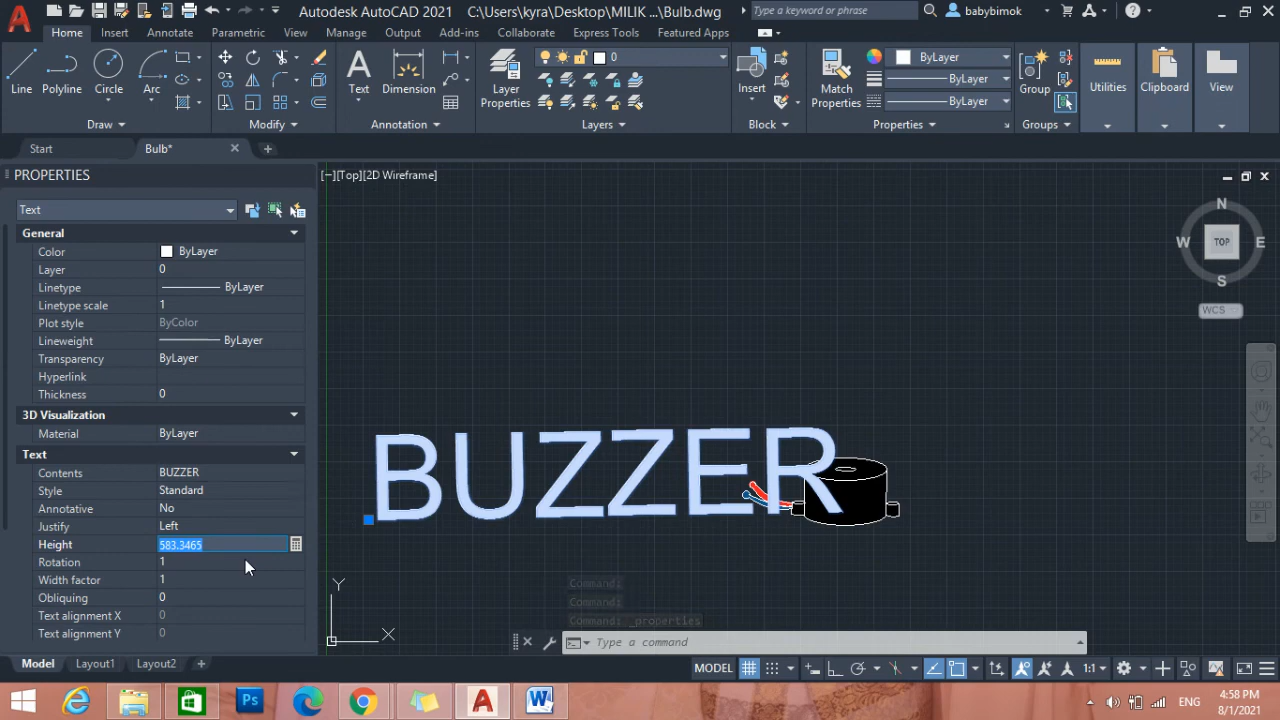 Autodesk AutoCAD 2021 C:\Users\kyra\Desktop\MILIK ...\Bulb.dwg
Type a keyword or phrase
babybimok
Home Insert Annotate Parametric View Manage Output Add-ins Collaborate Express Tools Featured Apps
Line Polyline Circle Arc
Text Dimension
Layer Properties
0
Insert
Match Properties
ByLayer
ByLayer
ByLayer
Group
Utilities
Clipboard
View
Draw Modify Annotation Layers Block Properties Groups
Start Bulb*
PROPERTIES
[−][Top][2D Wireframe]
Text
General
Color ByLayer
Layer 0
Linetype ByLayer
Linetype scale 1
Plot style ByColor
Lineweight ByLayer
Transparency ByLayer
Hyperlink
Thickness 0
3D Visualization
Material ByLayer
Text
Contents BUZZER
Style Standard
Annotative No
Justify Left
Height 583.3465
Rotation 1
Width factor 1
Obliquing 0
Text alignment X 0
Text alignment Y 0
N
W TOP E
S
WCS
BUZZER
Y
X
Command:
Command:
Command: _properties
Type a command
Model Layout1 Layout2
MODEL 1:1
Ps
ENG
4:58 PM
8/1/2021